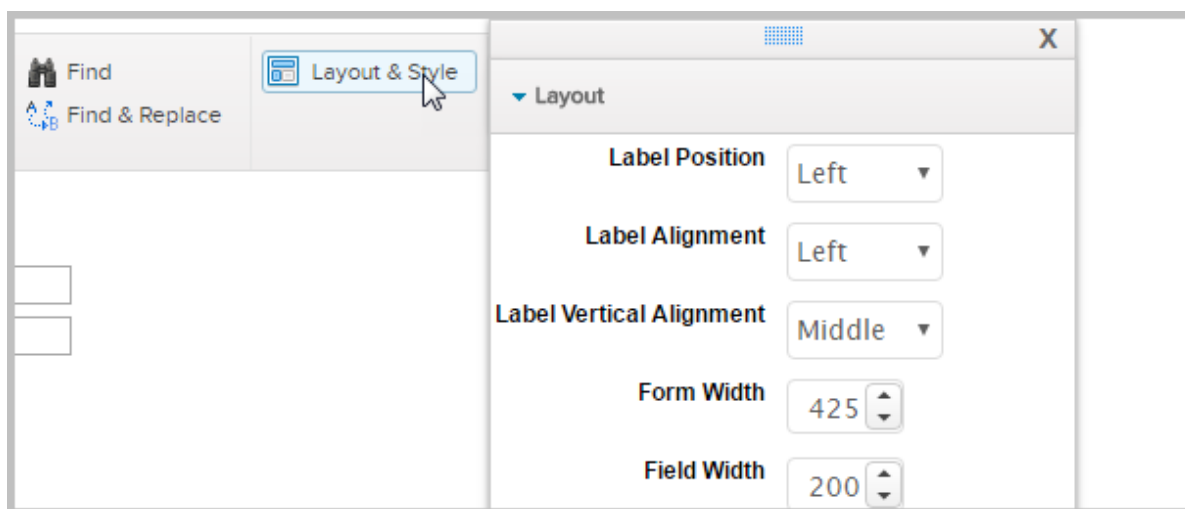 Find
Find & Replace
Layout & Style
X
Layout
Label Position
Left
Label Alignment
Left
Label Vertical Alignment
Middle
Form Width
425
Field Width
200